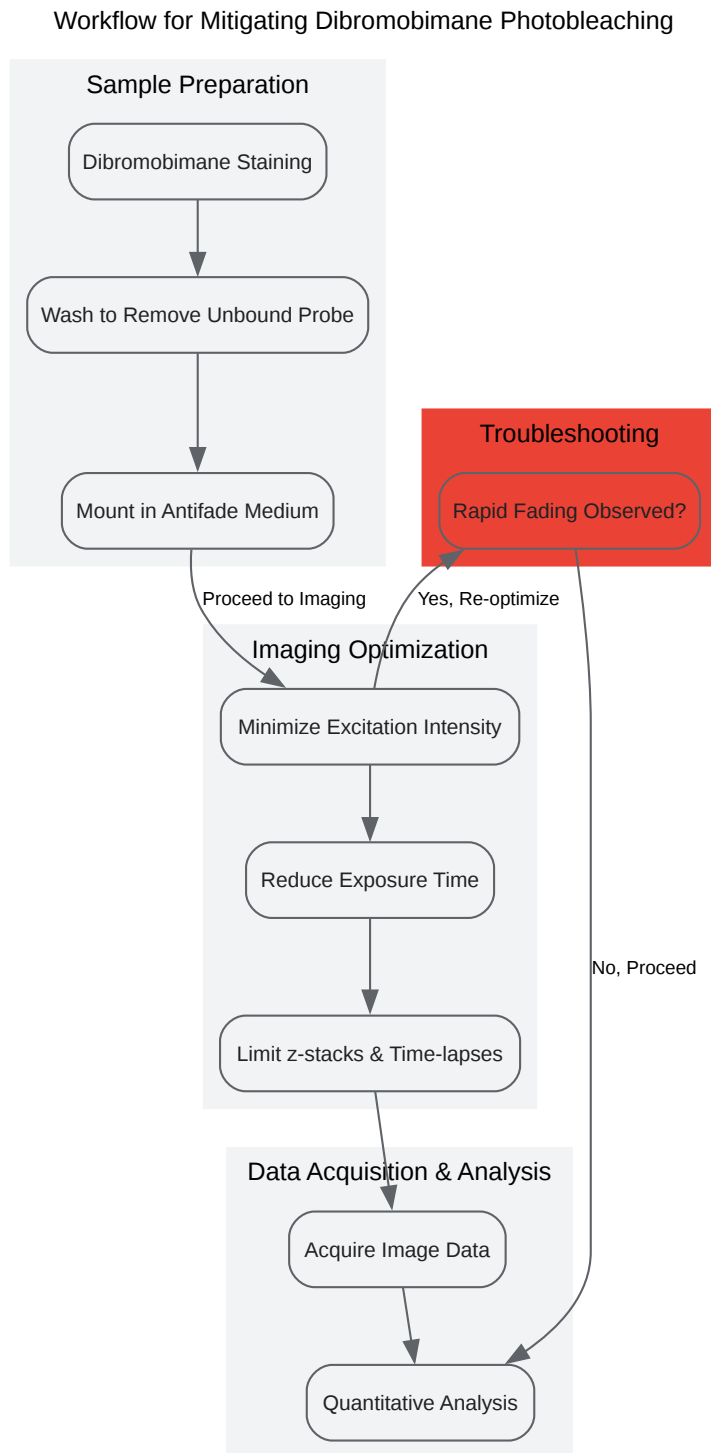 Workflow for Mitigating Dibromobimane Photobleaching
Sample Preparation
Dibromobimane Staining
Wash to Remove Unbound Probe
Mount in Antifade Medium
Troubleshooting
Rapid Fading Observed?
Proceed to Imaging
Yes, Re-optimize
Imaging Optimization
Minimize Excitation Intensity
Reduce Exposure Time
No, Proceed
Limit z-stacks & Time-lapses
Data Acquisition & Analysis
Acquire Image Data
Quantitative Analysis